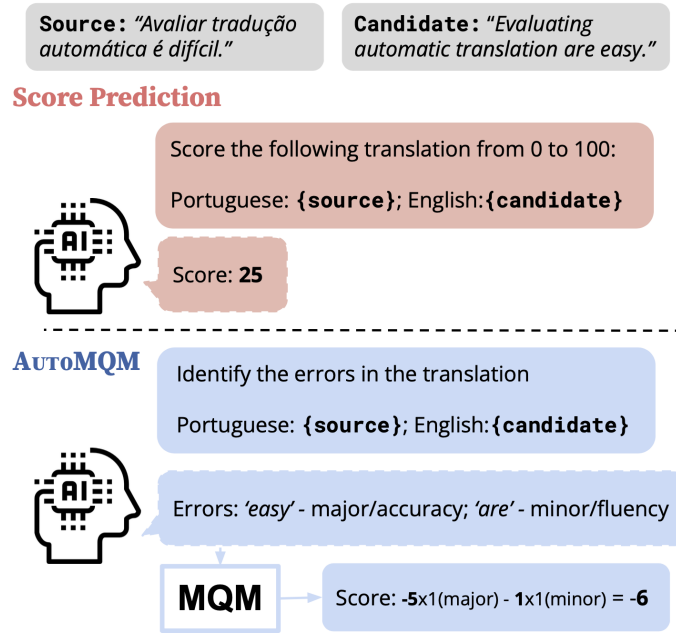 Source: “Avaliar tradução
automática é difícil.”
Candidate: “Evaluating
automatic translation are easy.”
Score Prediction
Score the following translation from 0 to 100:
Portuguese: {source}; English:{candidate}
AI
Score: 25
AUTOMQM
Identify the errors in the translation
Portuguese: {source}; English:{candidate}
AI
Errors: ‘easy’ - major/accuracy; ‘are’ - minor/fluency
MQM
Score: -5x1(major) - 1x1(minor) = -6